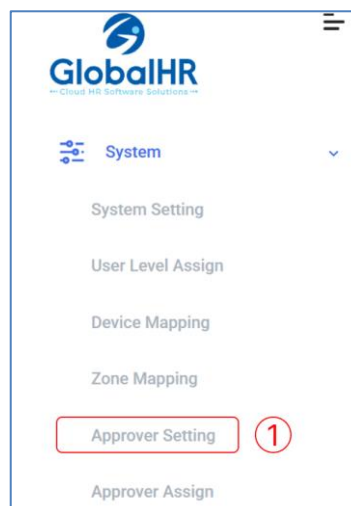 GlobalHR
Cloud HR Software Solutions
System
System Setting
User Level Assign
Device Mapping
Zone Mapping
Approver Setting 1
Approver Assign